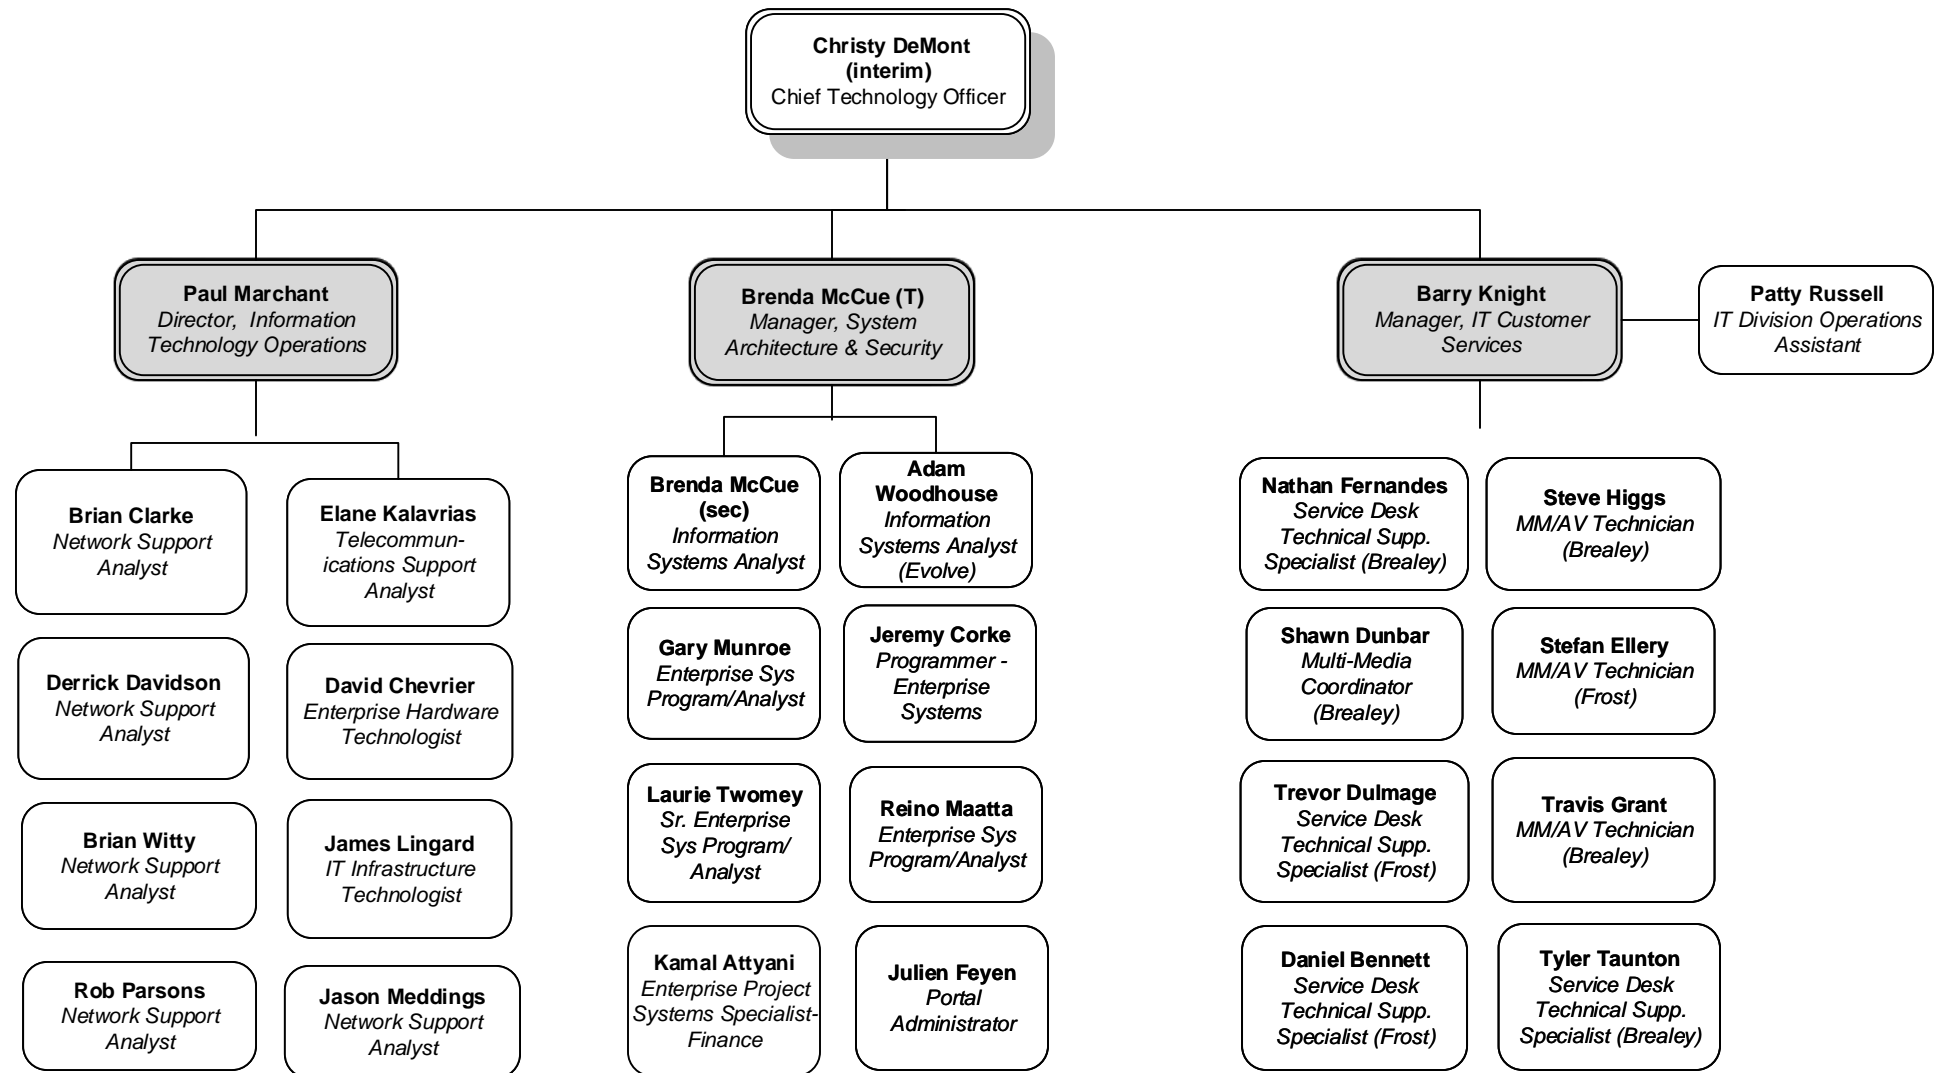 Christy DeMont
(interim)
Chief Technology Officer
Paul Marchant
Director, Information
Technology Operations
Brenda McCue (T)
Manager, System
Architecture & Security
Barry Knight
Manager, IT Customer
Services
Patty Russell
IT Division Operations
Assistant
Brian Clarke
Network Support
Analyst
Elane Kalavrias
Telecommun-
ications Support
Analyst
Brenda McCue
(sec)
Information
Systems Analyst
Adam
Woodhouse
Information
Systems Analyst
(Evolve)
Nathan Fernandes
Service Desk
Technical Supp.
Specialist (Brealey)
Steve Higgs
MM/AV Technician
(Brealey)
Derrick Davidson
Network Support
Analyst
David Chevrier
Enterprise Hardware
Technologist
Gary Munroe
Enterprise Sys
Program/Analyst
Jeremy Corke
Programmer -
Enterprise
Systems
Shawn Dunbar
Multi-Media
Coordinator
(Brealey)
Stefan Ellery
MM/AV Technician
(Frost)
Brian Witty
Network Support
Analyst
James Lingard
IT Infrastructure
Technologist
Laurie Twomey
Sr. Enterprise
Sys Program/
Analyst
Reino Maatta
Enterprise Sys
Program/Analyst
Trevor Dulmage
Service Desk
Technical Supp.
Specialist (Frost)
Travis Grant
MM/AV Technician
(Brealey)
Rob Parsons
Network Support
Analyst
Jason Meddings
Network Support
Analyst
Kamal Attyani
Enterprise Project
Systems Specialist-
Finance
Julien Feyen
Portal
Administrator
Daniel Bennett
Service Desk
Technical Supp.
Specialist (Frost)
Tyler Taunton
Service Desk
Technical Supp.
Specialist (Brealey)